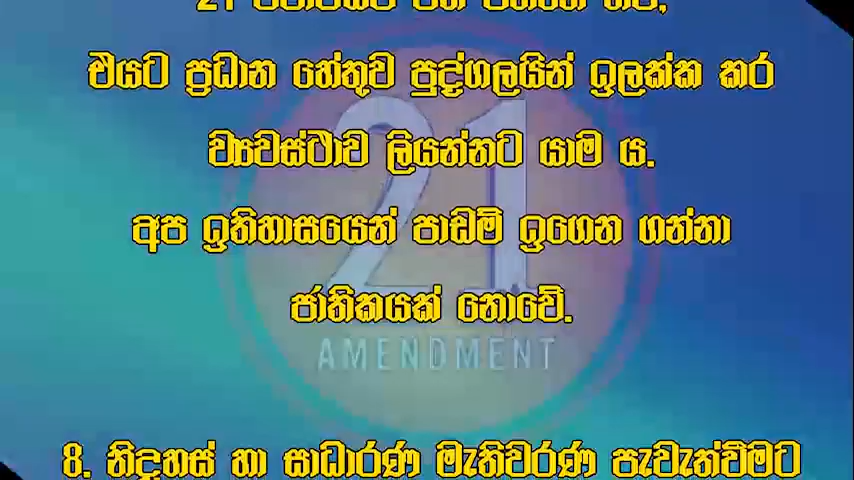 එයට ප්‍රධාන හේතුව පුද්ගලයින් ඉලක්ක කර
ව්‍යවස්ථාව ලියන්නට යාම ය.
අප ඉතිහාසයෙන් පාඩම් ඉගෙන ගන්නා
ජාතිකයක් නොවේ.
21
AMENDMENT
8. නිදහස් හා සාධාරණ මැතිවරණ පැවැත්වීමට